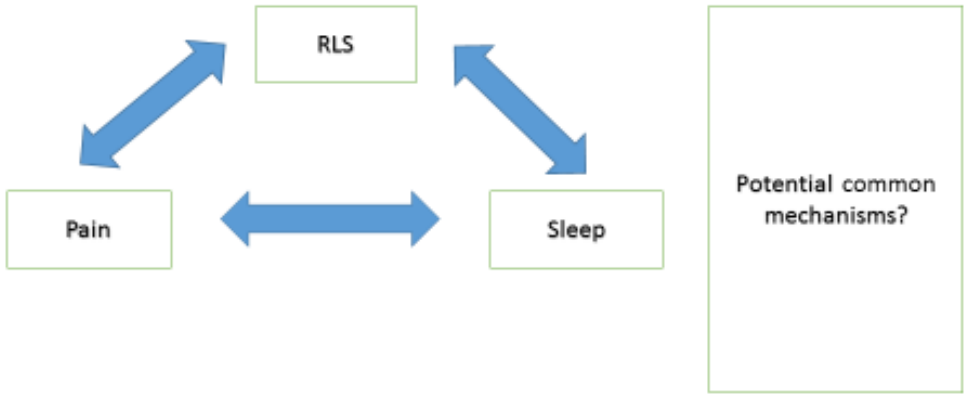 RLS
Pain
Sleep
Potential common
mechanisms?